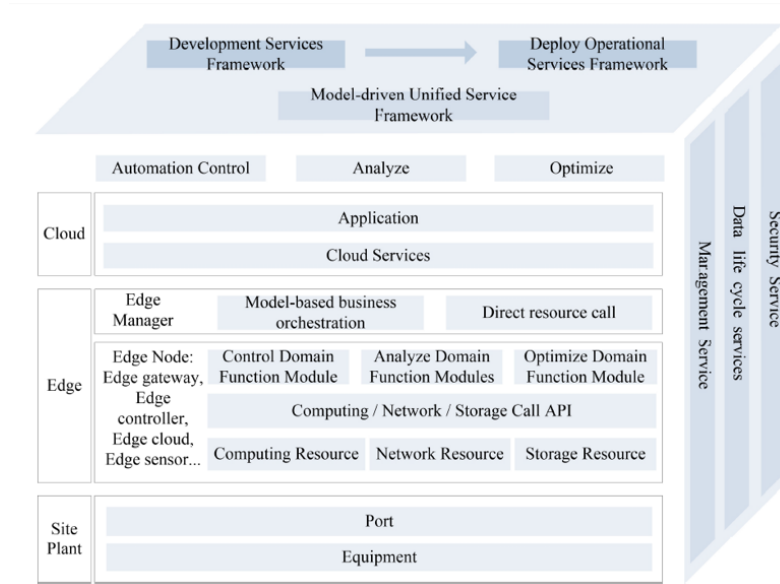 Development Services
Framework
Deploy Operational
Services Framework
Model-driven Unified Service
Framework
Automation Control
Analyze
Optimize
Cloud
Application
Cloud Services
Edge
Edge
Manager
Model-based business
orchestration
Direct resource call
Edge Node:
Edge gateway,
Edge
controller,
Edge cloud,
Edge sensor...
Control Domain
Function Module
Analyze Domain
Function Modules
Optimize Domain
Function Module
Computing / Network / Storage Call API
Computing Resource
Network Resource
Storage Resource
Site
Plant
Port
Equipment
Management Service
Data life cycle services
Security Service